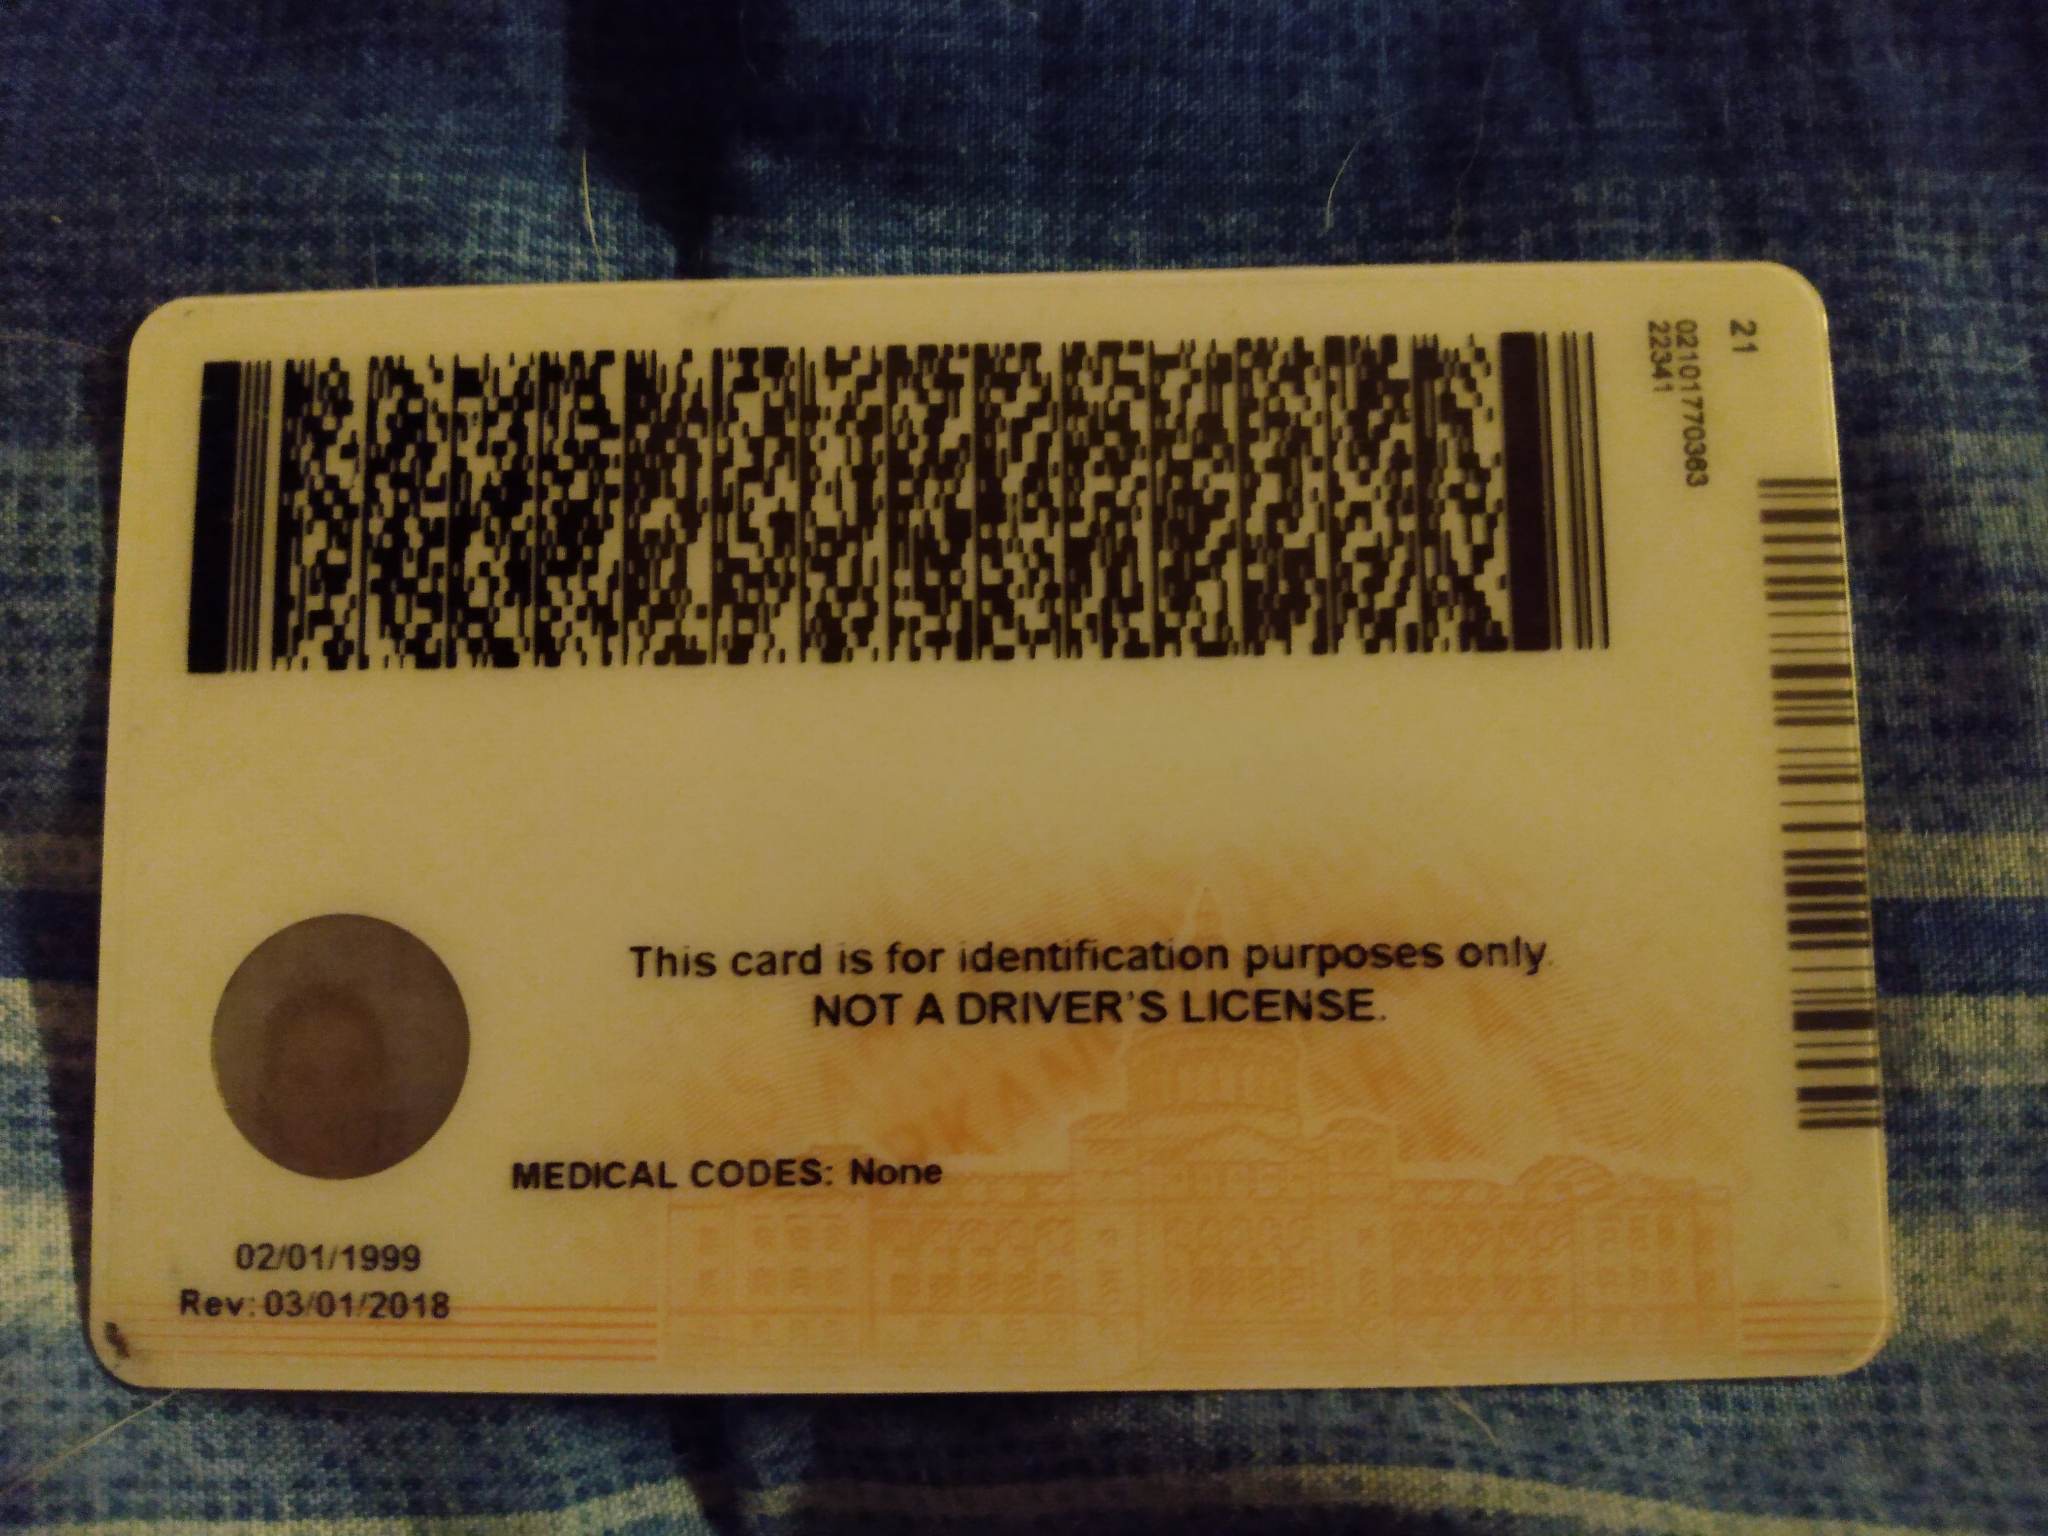 21
02101770383
22341
This card is for identification purposes only.
NOT A DRIVER'S LICENSE.
MEDICAL CODES: None
02/01/1999
Rev: 03/01/2018